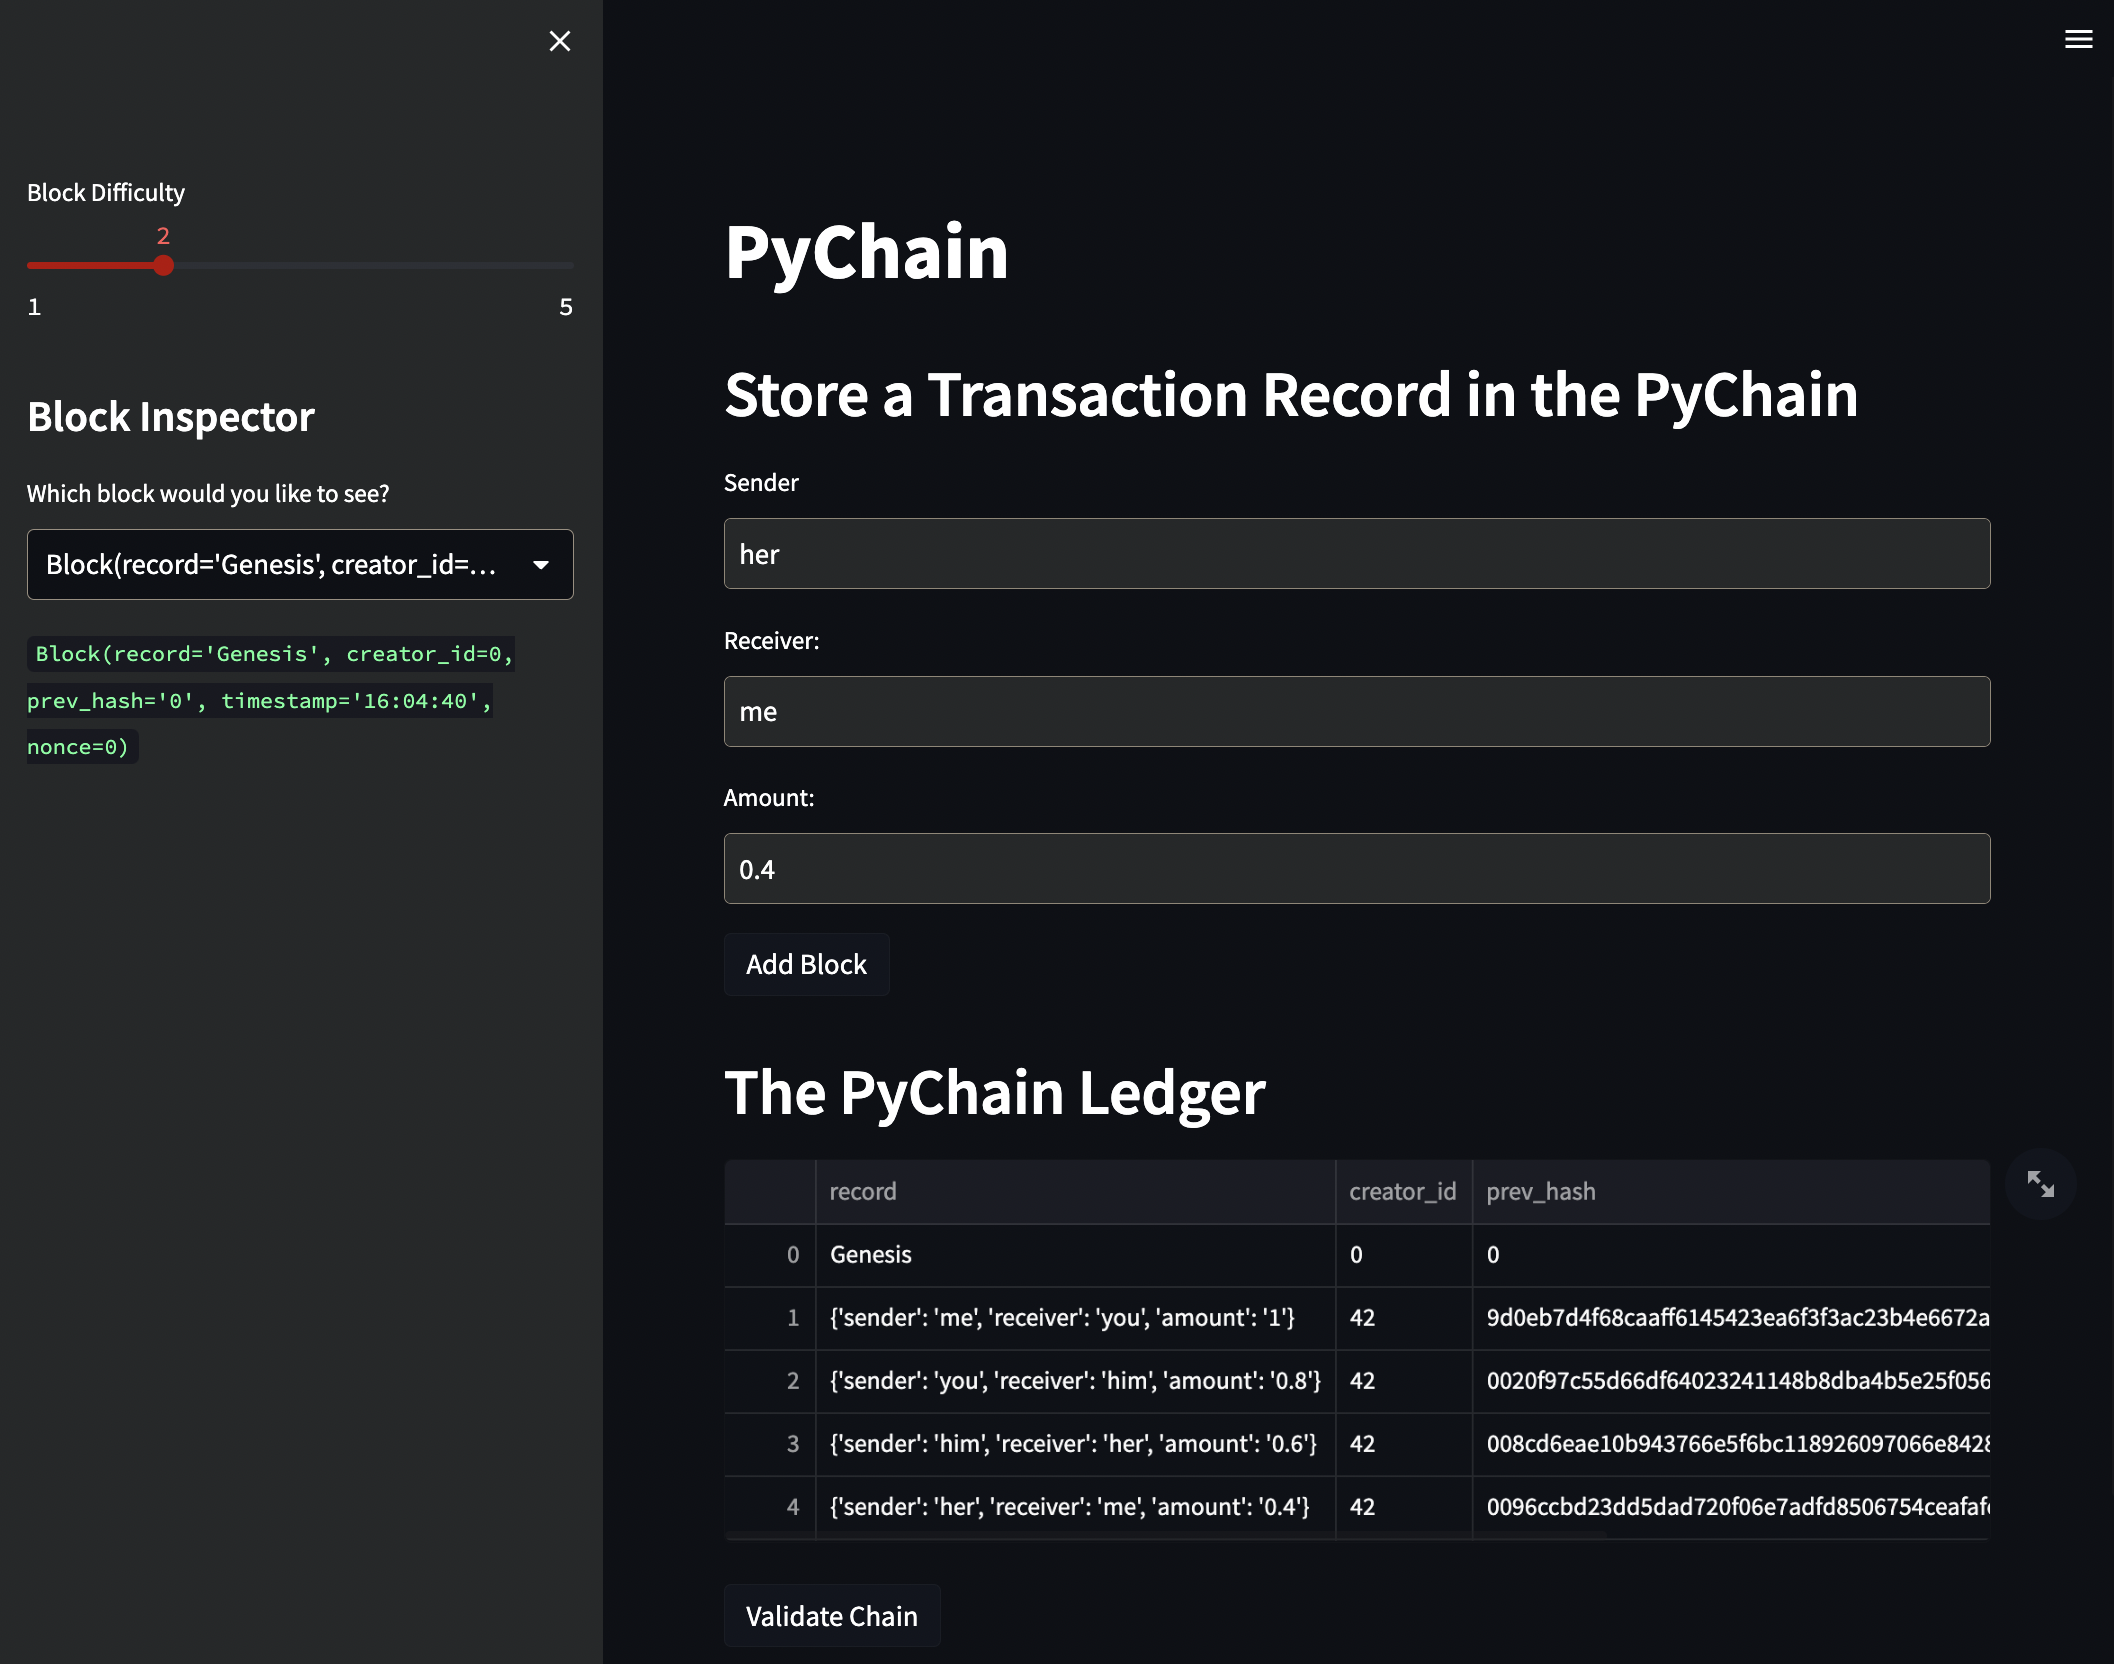 Block Difficulty
2
1 5
Block Inspector
Which block would you like to see?
Block(record='Genesis', creator_id=...
Block(record='Genesis', creator_id=0,
prev_hash='0', timestamp='16:04:40',
nonce=0)
PyChain
Store a Transaction Record in the PyChain
Sender
her
Receiver:
me
Amount:
0.4
Add Block
The PyChain Ledger
record creator_id prev_hash
0 Genesis 0 0
1 {'sender': 'me', 'receiver': 'you', 'amount': '1'} 42 9d0eb7d4f68caaff6145423ea6f3f3ac23b4e6672a
2 {'sender': 'you', 'receiver': 'him', 'amount': '0.8'} 42 0020f97c55d66df64023241148b8dba4b5e25f056
3 {'sender': 'him', 'receiver': 'her', 'amount': '0.6'} 42 008cd6eae10b943766e5f6bc118926097066e8428
4 {'sender': 'her', 'receiver': 'me', 'amount': '0.4'} 42 0096ccbd23dd5dad720f06e7adfd8506754ceafaf
Validate Chain